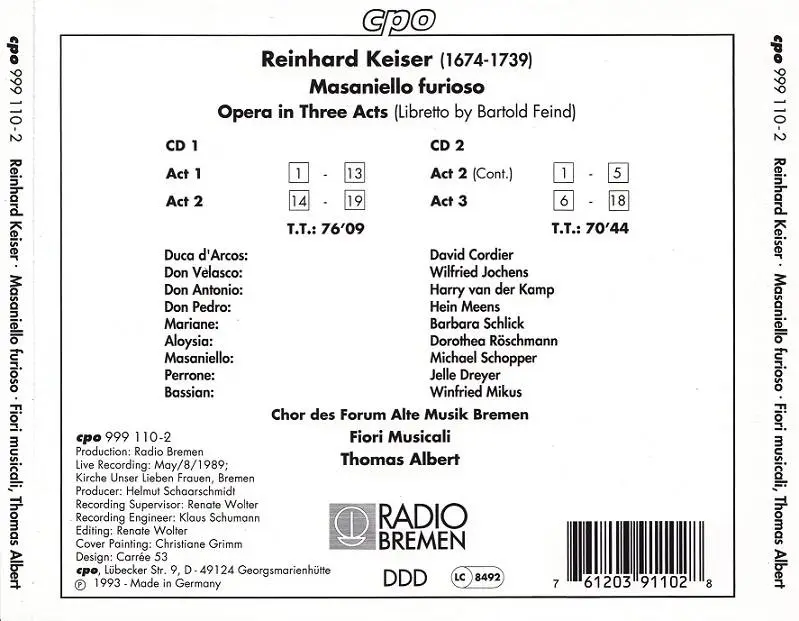 cpo
Reinhard Keiser (1674-1739)
Masaniello furioso
Opera in Three Acts (Libretto by Bartold Feind)
CD 1 CD 2
Act 1 1 - 13 Act 2 (Cont.) 1 - 5
Act 2 14 - 19 Act 3 6 - 18
T.T.: 76'09 T.T.: 70'44
Duca d'Arcos: David Cordier
Don Velasco: Wilfried Jochens
Don Antonio: Harry van der Kamp
Don Pedro: Hein Meens
Mariane: Barbara Schlick
Aloysia: Dorothea Röschmann
Masaniello: Michael Schopper
Perrone: Jelle Dreyer
Bassian: Winfried Mikus
Chor des Forum Alte Musik Bremen
Fiori Musicali
Thomas Albert
cpo 999 110-2
Production: Radio Bremen
Live Recording: May/8/1989;
Kirche Unser Lieben Frauen, Bremen
Producer: Helmut Schaarschmidt
Recording Supervisor: Renate Wolter
Recording Engineer: Klaus Schumann
Editing: Renate Wolter
Cover Painting: Christiane Grimm
Design: Carrée 53
cpo, Lübecker Str. 9, D - 49124 Georgsmarienhütte
℗ 1993 - Made in Germany
RADIO
BREMEN
DDD
LC 8492
7 61203 91102 8
cpo 999 110-2 Reinhard Keiser · Masaniello furioso · Fiori musicali, Thomas Albert
cpo 999 110-2 Reinhard Keiser · Masaniello furioso · Fiori musicali, Thomas Albert